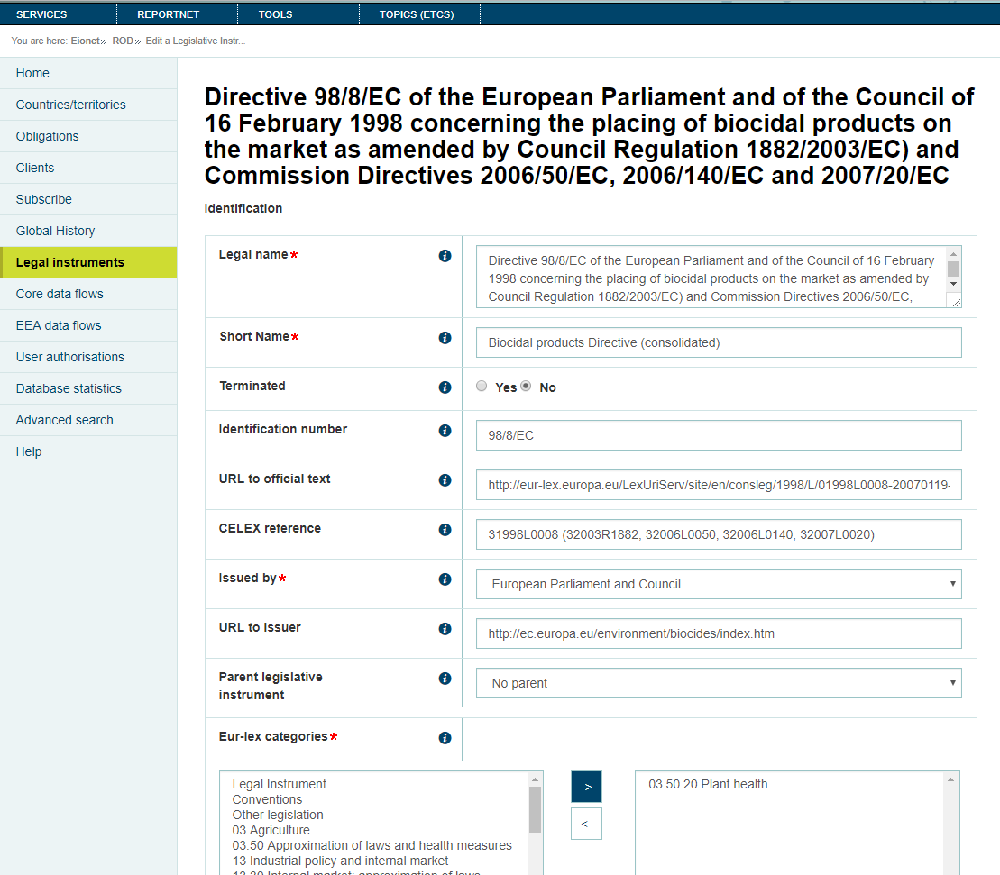 SERVICES REPORTNET TOOLS TOPICS (ETCS)
You are here: Eionet» ROD» Edit a Legislative Instr...
Home
Countries/territories
Obligations
Clients
Subscribe
Global History
Legal instruments
Core data flows
EEA data flows
User authorisations
Database statistics
Advanced search
Help
Directive 98/8/EC of the European Parliament and of the Council of
16 February 1998 concerning the placing of biocidal products on
the market as amended by Council Regulation 1882/2003/EC) and
Commission Directives 2006/50/EC, 2006/140/EC and 2007/20/EC
Identification
Legal name*
Directive 98/8/EC of the European Parliament and of the Council of 16 February
1998 concerning the placing of biocidal products on the market as amended by
Council Regulation 1882/2003/EC) and Commission Directives 2006/50/EC,
Short Name*
Biocidal products Directive (consolidated)
Terminated
Yes No
Identification number
98/8/EC
URL to official text
http://eur-lex.europa.eu/LexUriServ/site/en/consleg/1998/L/01998L0008-20070119-
CELEX reference
31998L0008 (32003R1882, 32006L0050, 32006L0140, 32007L0020)
Issued by*
European Parliament and Council
URL to issuer
http://ec.europa.eu/environment/biocides/index.htm
Parent legislative
instrument
No parent
Eur-lex categories*
Legal Instrument
Conventions
Other legislation
03 Agriculture
03.50 Approximation of laws and health measures
13 Industrial policy and internal market
->
<-
03.50.20 Plant health